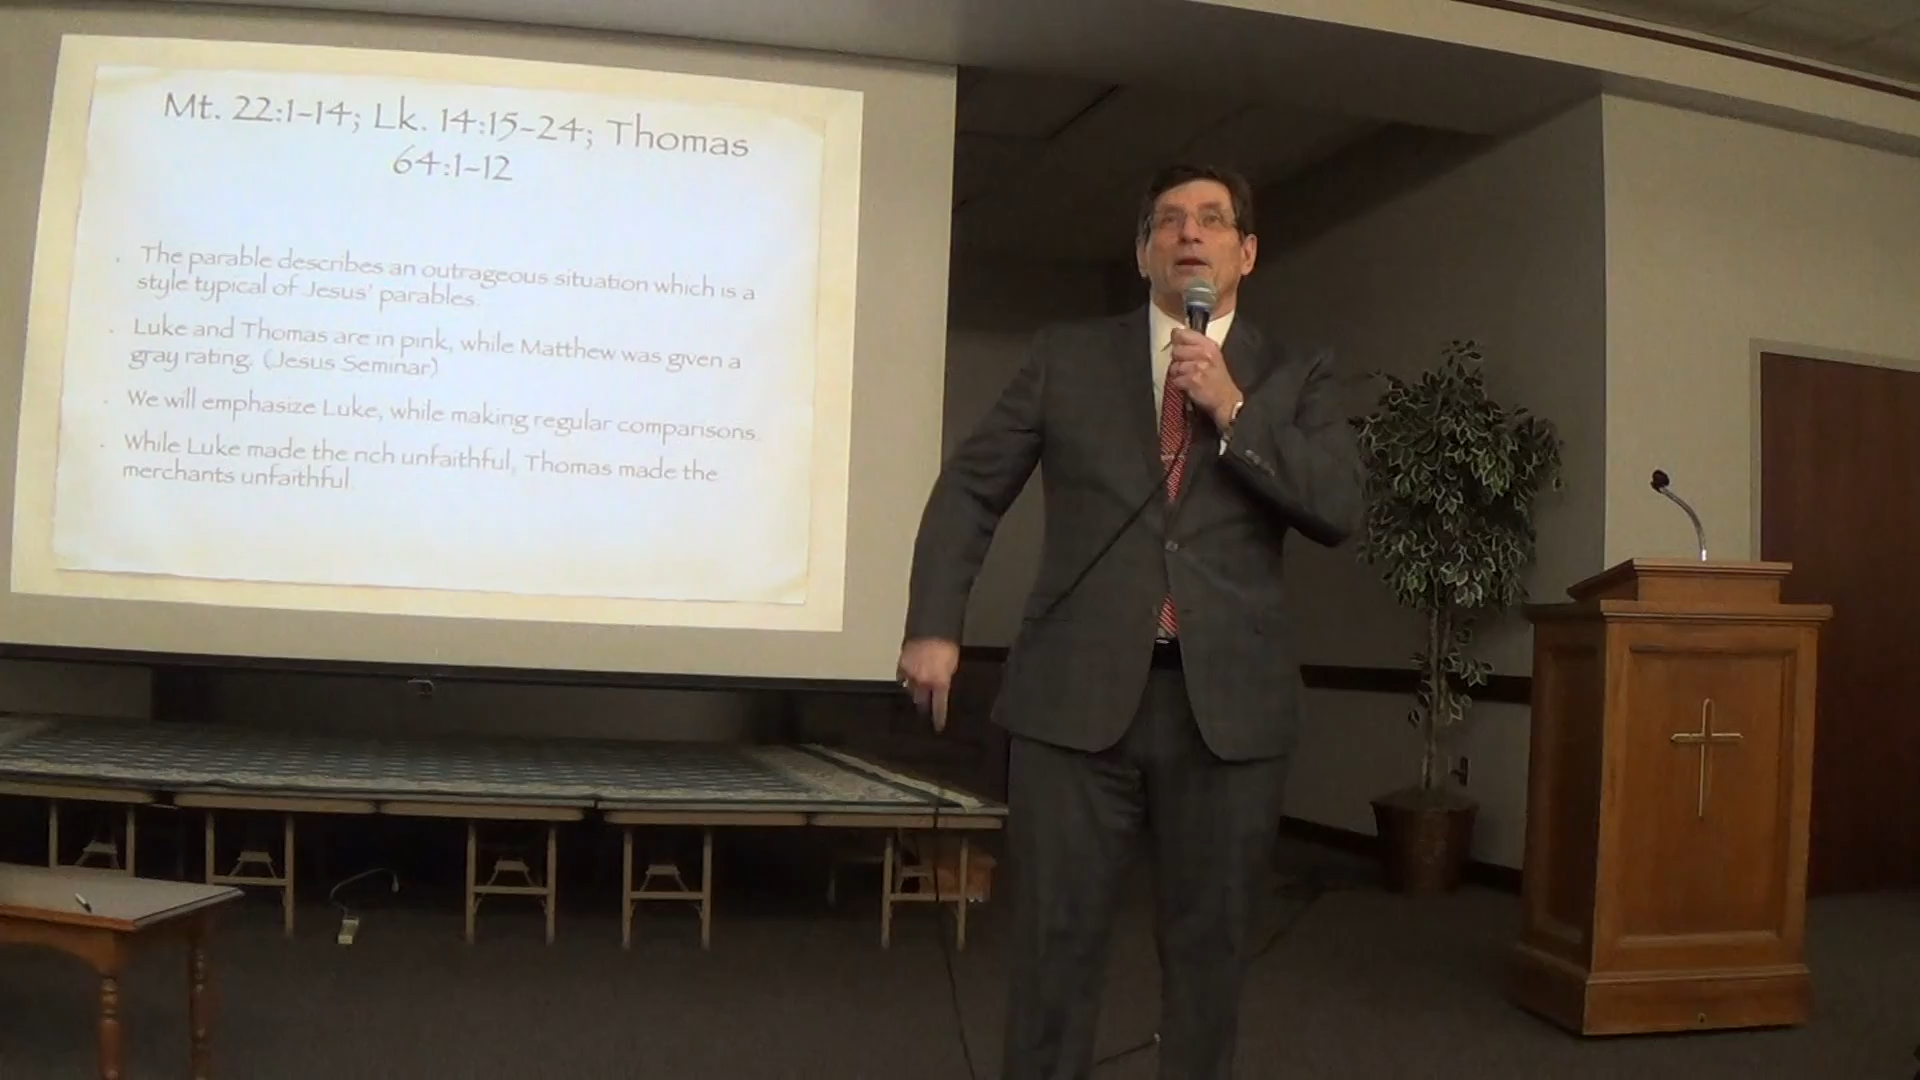 Mt. 22:1-14; Lk. 14:15-24; Thomas
64:1-12
The parable describes an outrageous situation which is a
style typical of Jesus' parables.
Luke and Thomas are in pink, while Matthew was given a
gray rating. (Jesus Seminar)
We will emphasize Luke, while making regular comparisons.
While Luke made the rich unfaithful, Thomas made the
merchants unfaithful.